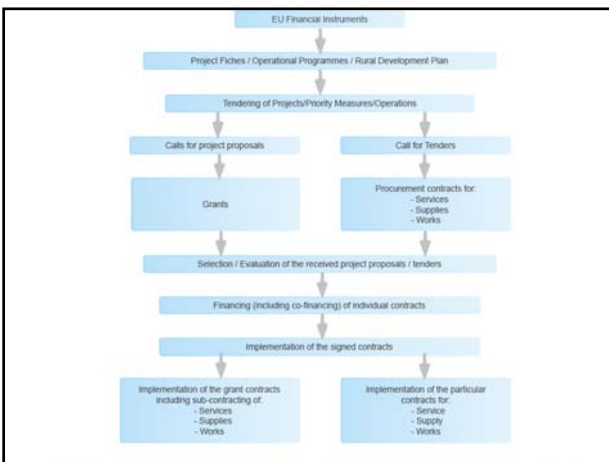 EU Financial Instruments
Project Fiches / Operational Programmes / Rural Development Plan
Tendering of Projects/Priority Measures/Operations
Calls for project proposals
Call for Tenders
Grants
Procurement contracts for:
- Services
- Supplies
- Works
Selection / Evaluation of the received project proposals / tenders
Financing (including co-financing) of individual contracts
Implementation of the signed contracts
Implementation of the grant contracts
including sub-contracting of:
- Services
- Supplies
- Works
Implementation of the particular
contracts for:
- Service
- Supply
- Works